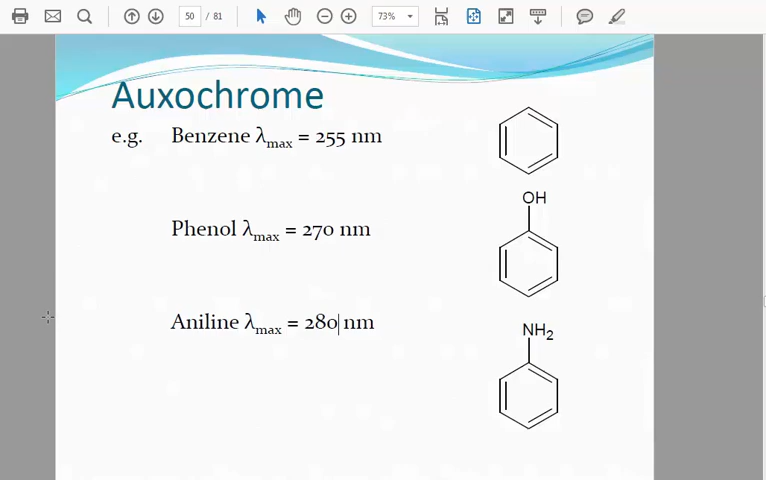 50 / 81
73%
Auxochrome
e.g. Benzene λmax = 255 nm
OH
Phenol λmax = 270 nm
Aniline λmax = 280 nm
NH2